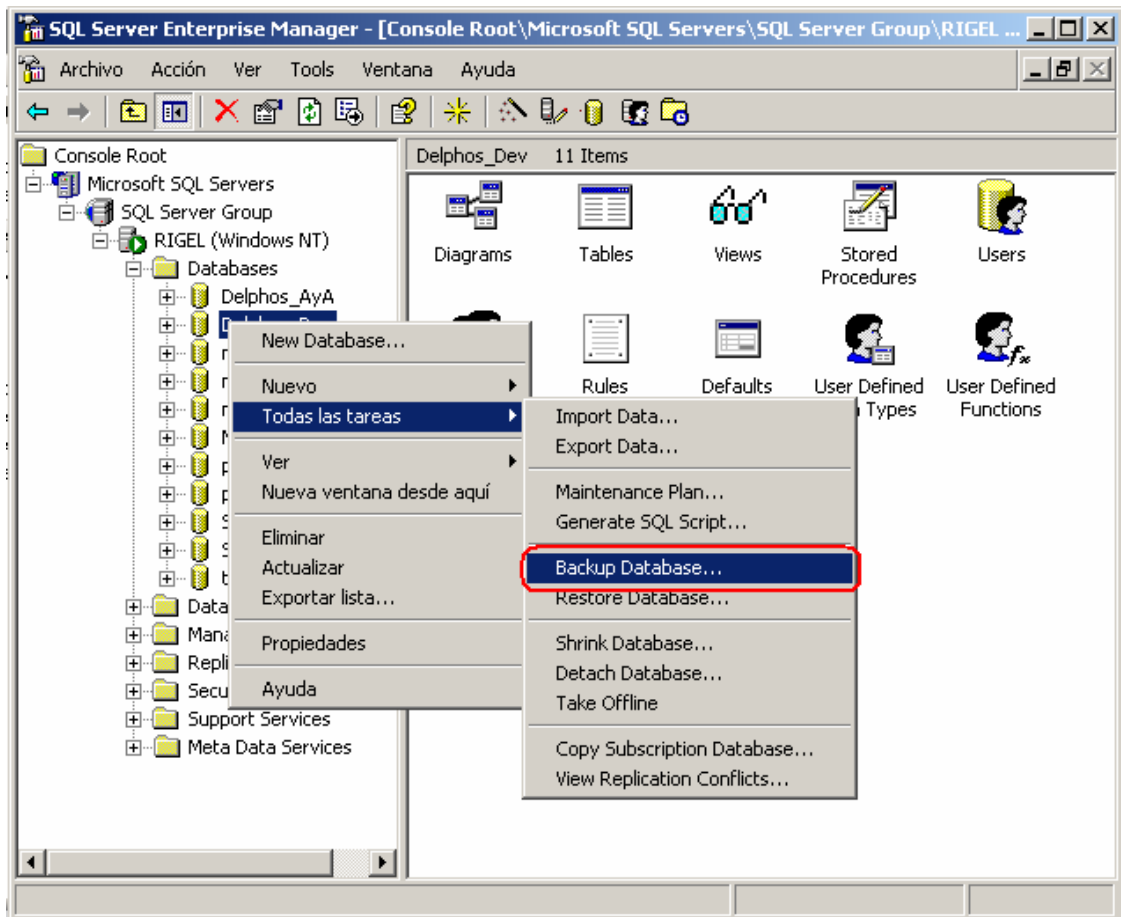 SQL Server Enterprise Manager - [Console Root\Microsoft SQL Servers\SQL Server Group\RIGEL ...
Archivo Acción Ver Tools Ventana Ayuda
Console Root
Microsoft SQL Servers
SQL Server Group
RIGEL (Windows NT)
Databases
Delphos_AyA
Data
Mana
Repli
Secu
Support Services
Meta Data Services
Delphos_Dev 11 Items
Diagrams
Tables
Views
Stored
Procedures
Users
Rules
Defaults
User Defined
Types
User Defined
Functions
New Database...
Nuevo
Todas las tareas
Ver
Nueva ventana desde aquí
Eliminar
Actualizar
Exportar lista...
Propiedades
Ayuda
Import Data...
Export Data...
Maintenance Plan...
Generate SQL Script...
Backup Database...
Restore Database...
Shrink Database...
Detach Database...
Take Offline
Copy Subscription Database...
View Replication Conflicts...